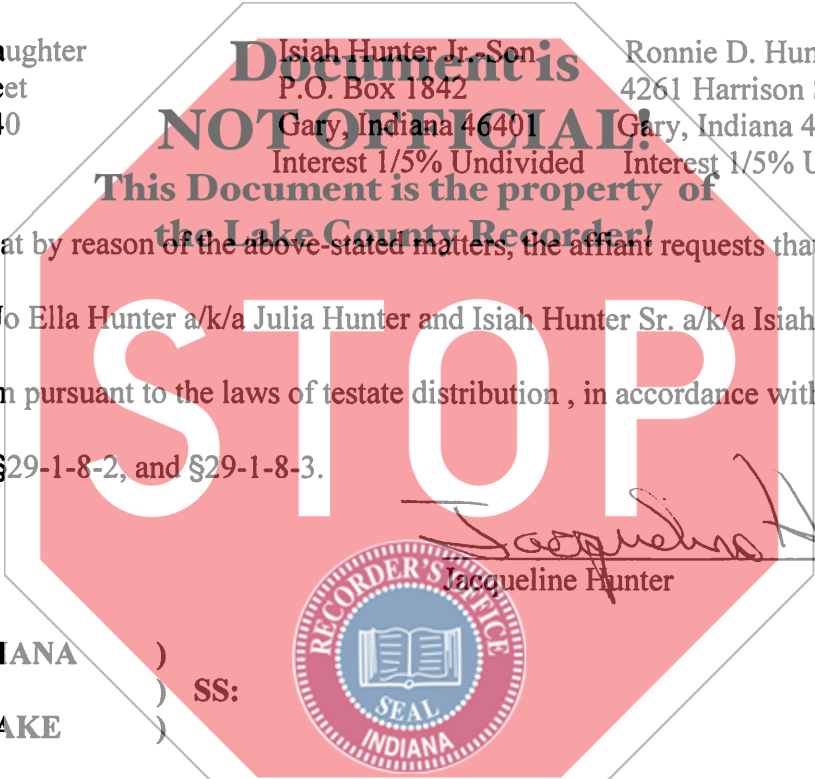 aughter Isiah Hunter Jr.-Son Ronnie D. Hun
eet P.O. Box 1842 4261 Harrison S
40 Gary, Indiana 46401 Gary, Indiana 4
Interest 1/5% Undivided Interest 1/5% U
Document is
NOT OFFICIAL!
This Document is the property of
the Lake County Recorder!
at by reason of the above-stated matters, the affiant requests that
Jo Ella Hunter a/k/a Julia Hunter and Isiah Hunter Sr. a/k/a Isiah
n pursuant to the laws of testate distribution , in accordance with
§29-1-8-2, and §29-1-8-3.
STOP
Jacqueline H
Jacqueline Hunter
RECORDER'S OFFICE
SEAL
INDIANA
IANA )
) SS:
AKE )